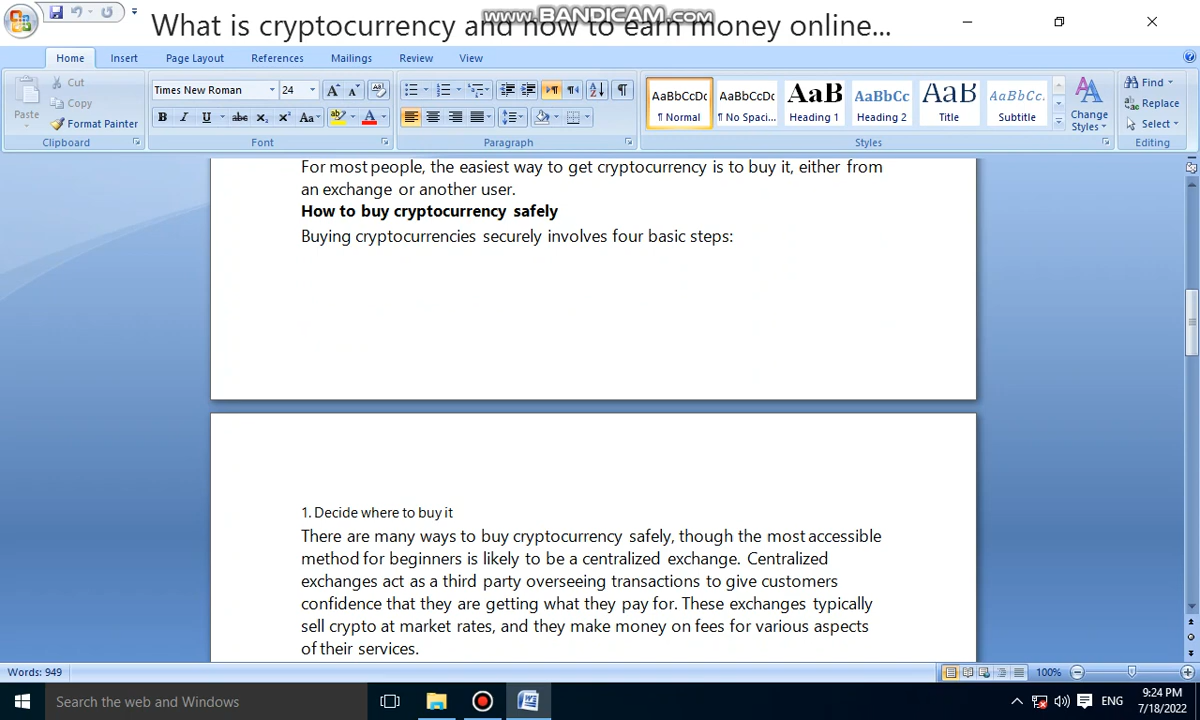 www.BANDICAM.com
What is cryptocurrency and how to earn money online...
Home Insert Page Layout References Mailings Review View
Paste
Cut
Copy
Format Painter
Clipboard
Times New Roman 24
B I U abc x₂ x² Aa
Font
Paragraph
AaBbCcDc AaBbCcDc AaB AaBbCc AaB AaBbCc.
¶ Normal ¶ No Spaci... Heading 1 Heading 2 Title Subtitle
Change Styles
Styles
Find
Replace
Select
Editing
For most people, the easiest way to get cryptocurrency is to buy it, either from
an exchange or another user.
How to buy cryptocurrency safely
Buying cryptocurrencies securely involves four basic steps:
1. Decide where to buy it
There are many ways to buy cryptocurrency safely, though the most accessible
method for beginners is likely to be a centralized exchange. Centralized
exchanges act as a third party overseeing transactions to give customers
confidence that they are getting what they pay for. These exchanges typically
sell crypto at market rates, and they make money on fees for various aspects
of their services.
Words: 949
100%
Search the web and Windows
ENG
9:24 PM
7/18/2022